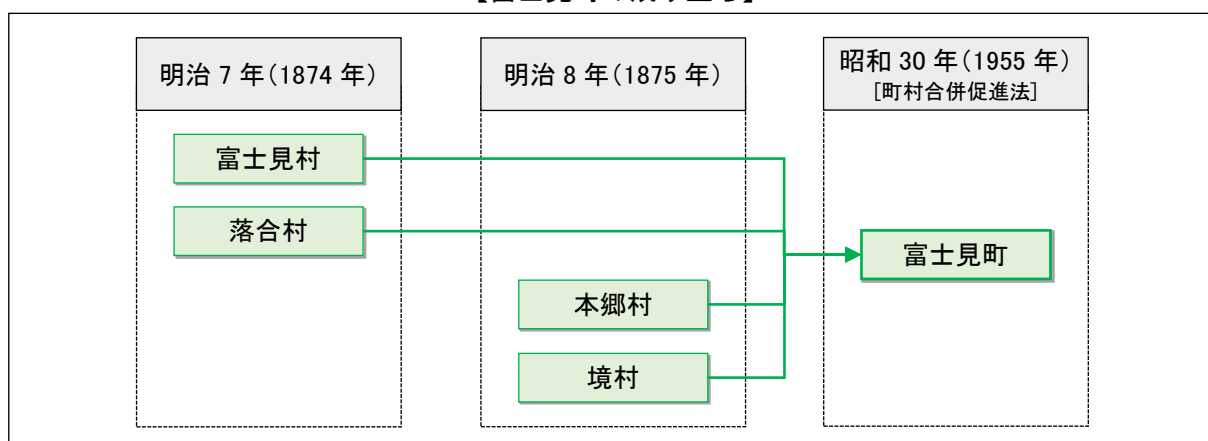 明治 7 年（1874 年）
明治 8 年（1875 年）
昭和 30 年（1955 年）
［町村合併促進法］
富士見村
落合村
本郷村
境村
富士見町